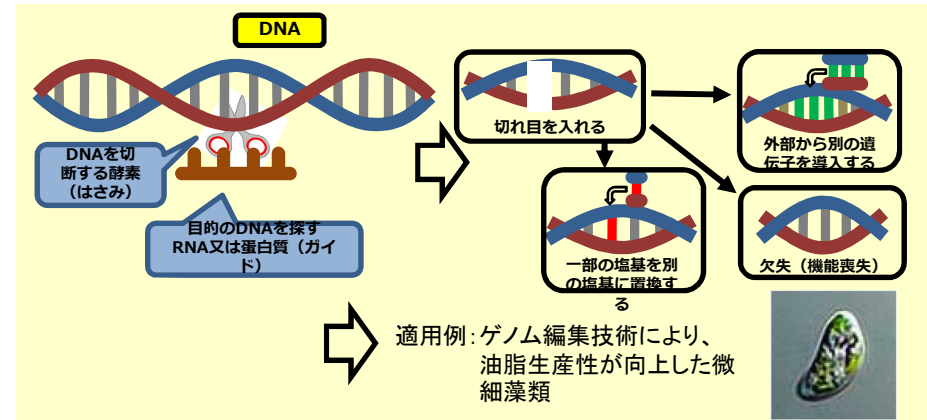 DNA
DNAを切
断する酵素
（はさみ）
目的のDNAを探す
RNA又は蛋白質（ガイ
ド）
切れ目を入れる
外部から別の遺
伝子を導入する
一部の塩基を別
の塩基に置換す
る
欠失（機能喪失）
適用例：ゲノム編集技術により、
油脂生産性が向上した微
細藻類